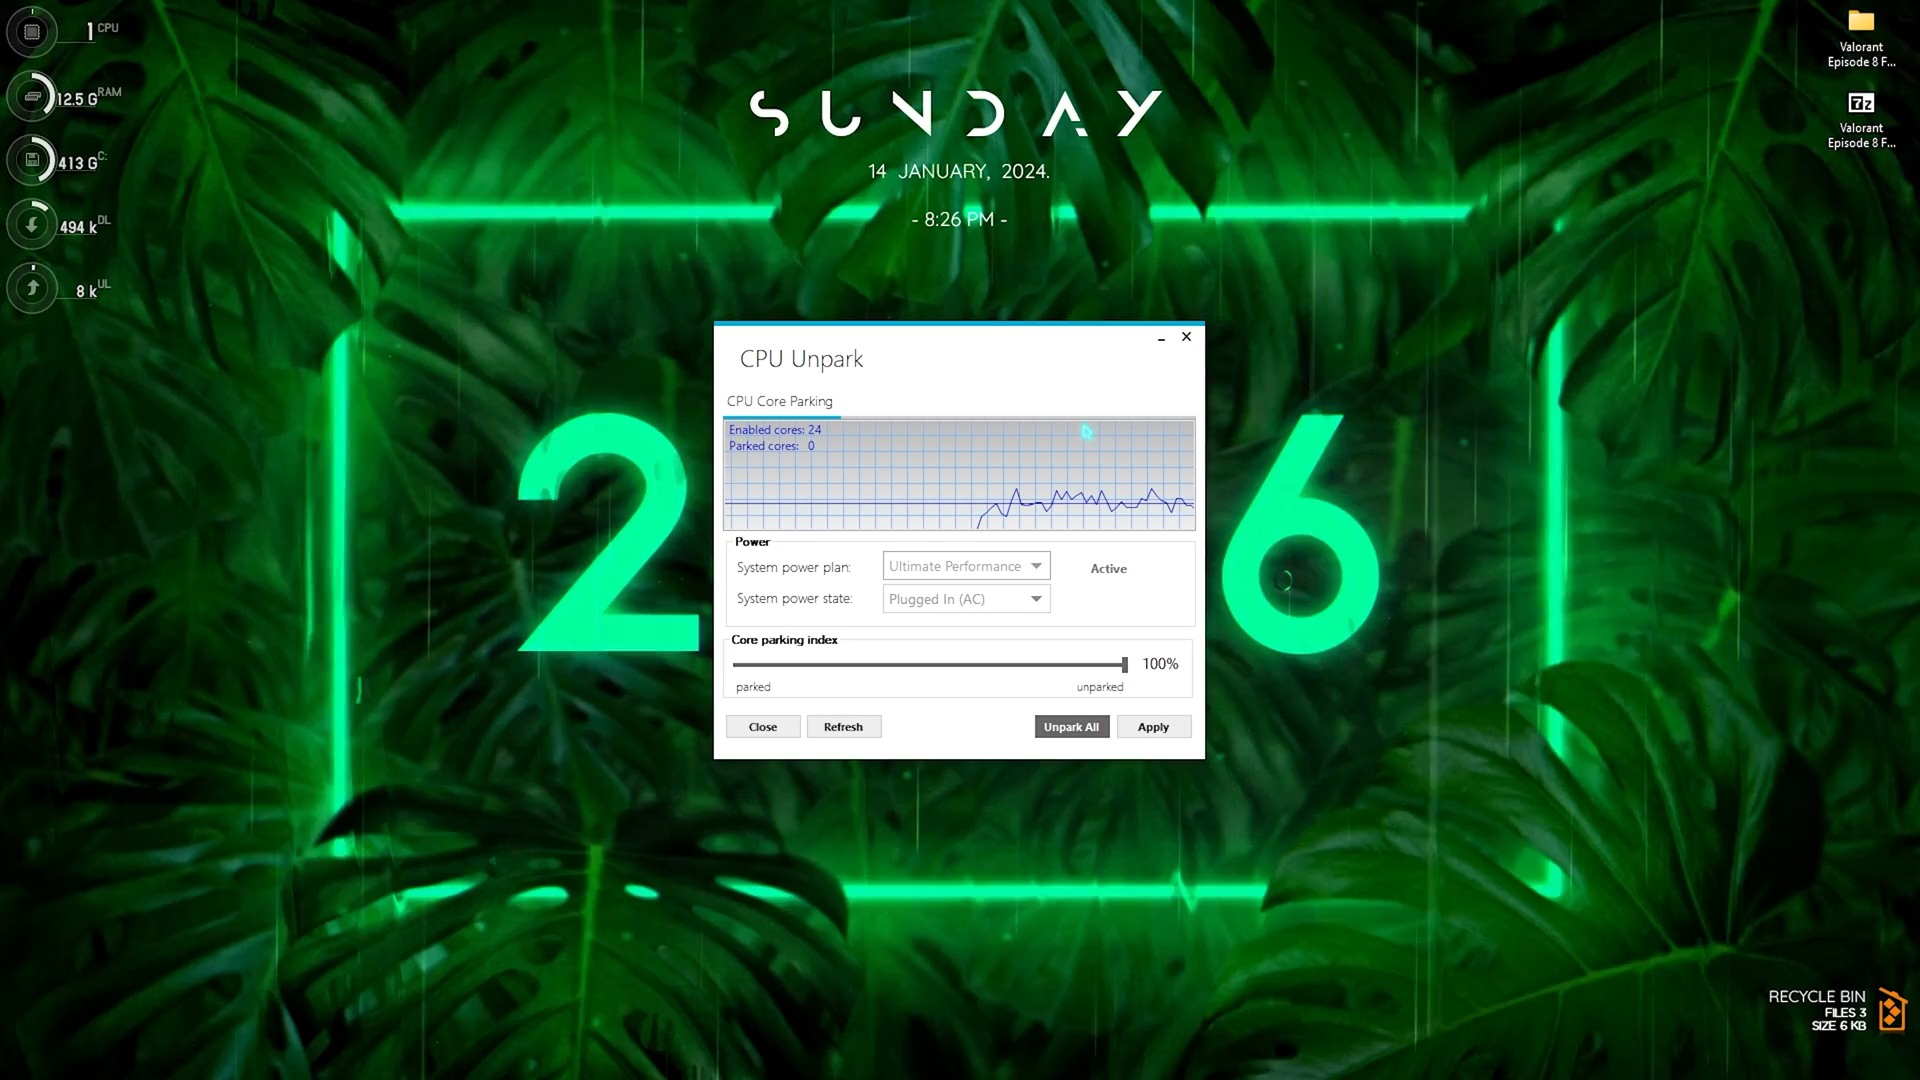 1 CPU
12.5 G RAM
413 G C:
494 k DL
8 k UL
SUNDAY
14 JANUARY, 2024.
- 8:26 PM -
Valorant
Episode 8 F...
7z
Valorant
Episode 8 F...
2
6
CPU Unpark
CPU Core Parking
Enabled cores: 24
Parked cores: 0
Power
System power plan: Ultimate Performance Active
System power state: Plugged In (AC)
Core parking index
100%
parked unparked
Close Refresh Unpark All Apply
RECYCLE BIN
FILES 3
SIZE 6 KB